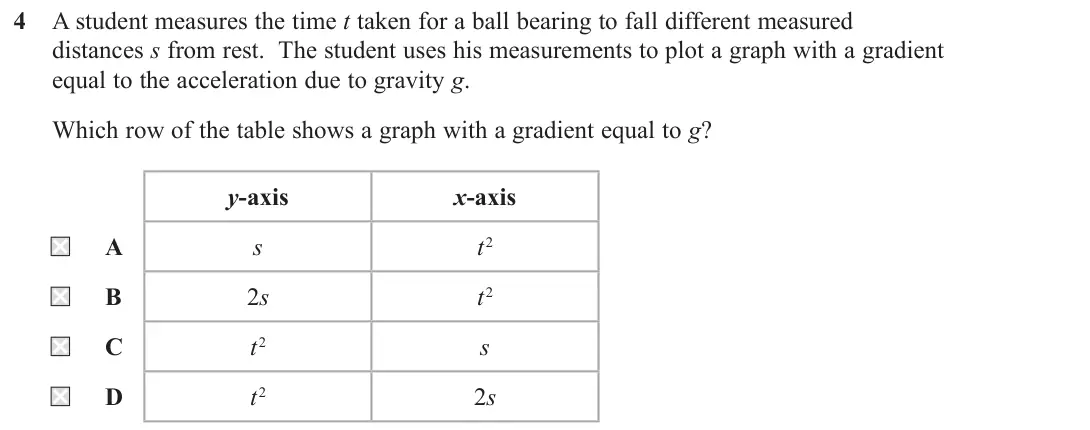 4 A student measures the time t taken for a ball bearing to fall different measured
distances s from rest. The student uses his measurements to plot a graph with a gradient
equal to the acceleration due to gravity g.
Which row of the table shows a graph with a gradient equal to g?
y-axis x-axis
A s t²
B 2s t²
C t² s
D t² 2s